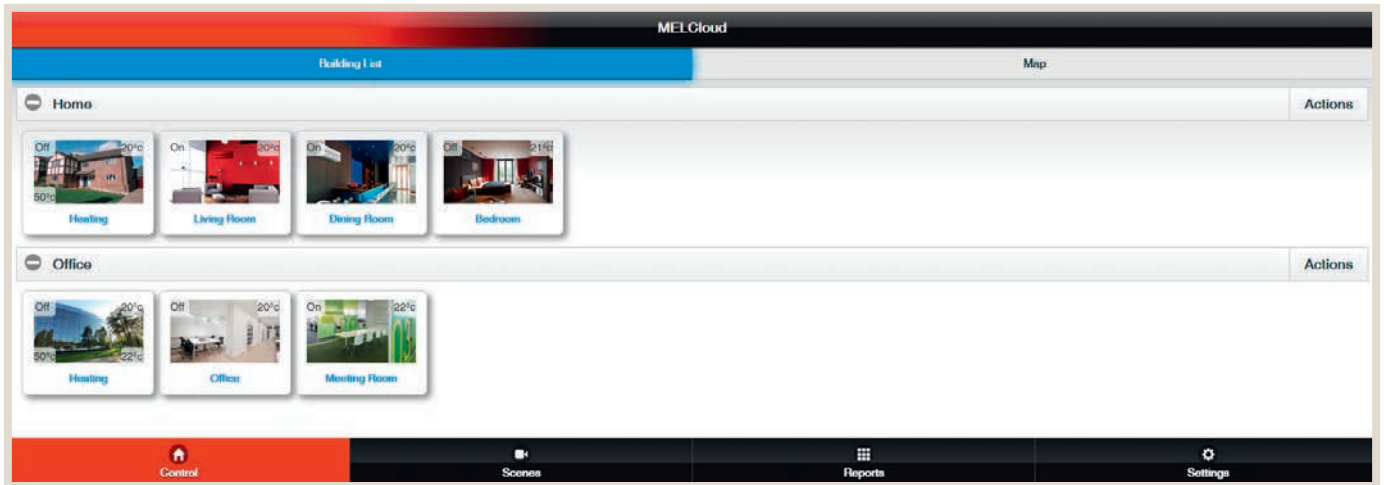 MELCloud
Building List Map
Home Actions
Off 20°c On 20°c On 20°c Off 21°c
50°c
Heating Living Room Dining Room Bedroom
Office Actions
Off 20°c Off 20°c On 22°c
50°c 22°c
Heating Office Meeting Room
Control Scenes Reports Settings